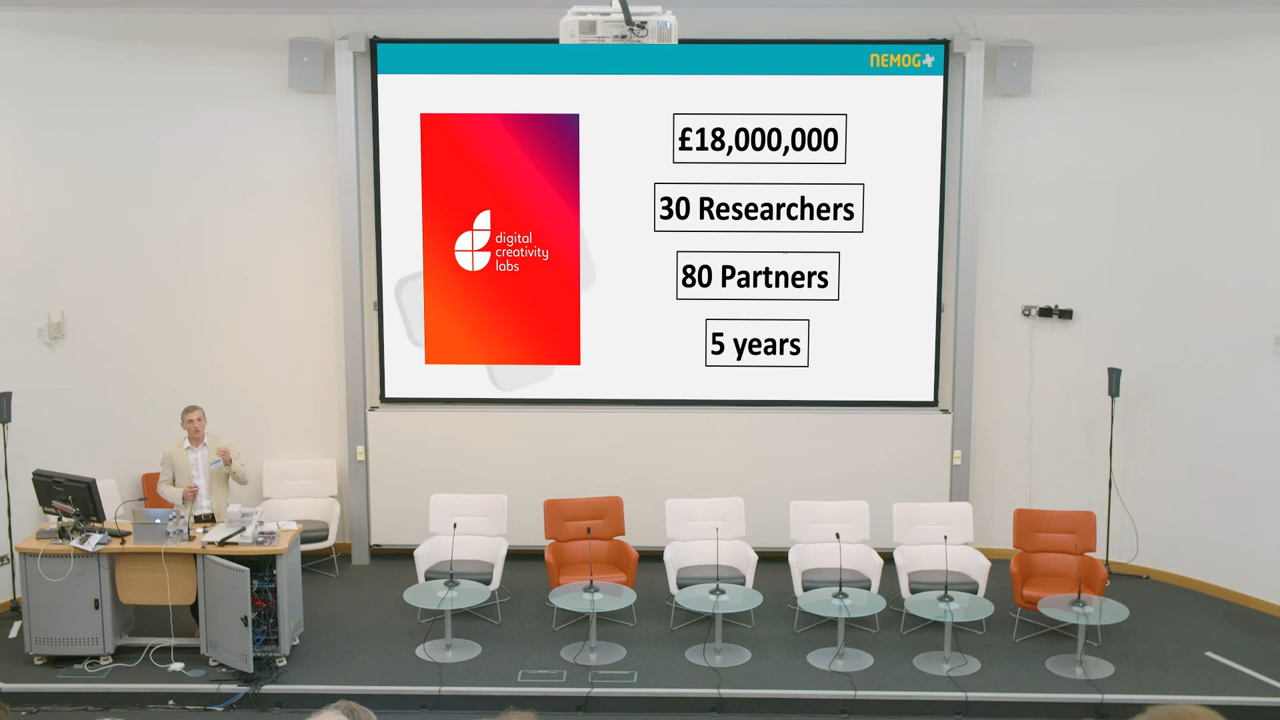 NEMOG
digital
creativity
labs
£18,000,000
30 Researchers
80 Partners
5 years